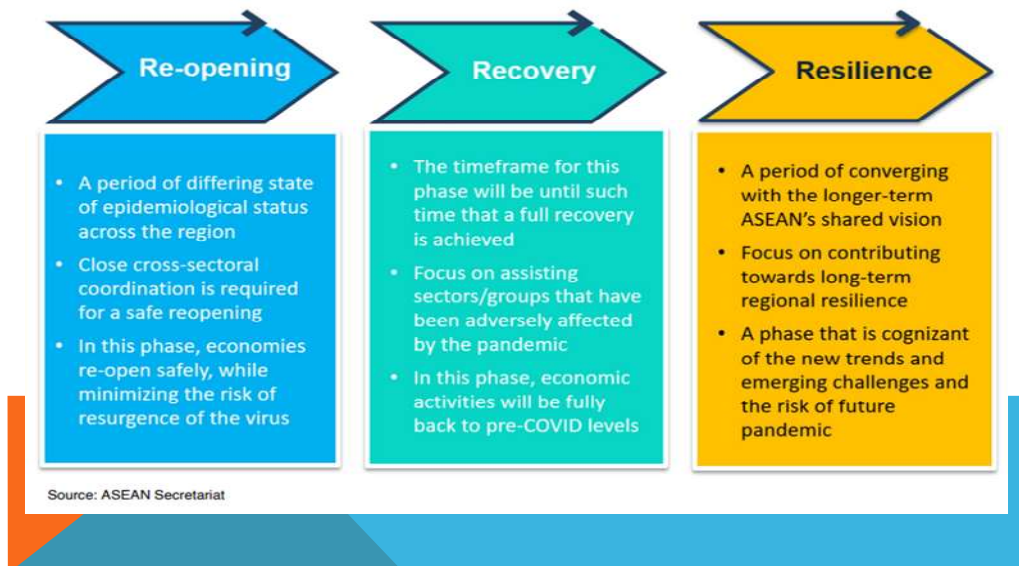 Re-opening
• A period of differing state
of epidemiological status
across the region
• Close cross-sectoral
coordination is required
for a safe reopening
• In this phase, economies
re-open safely, while
minimizing the risk of
resurgence of the virus
Recovery
• The timeframe for this
phase will be until such
time that a full recovery
is achieved
• Focus on assisting
sectors/groups that have
been adversely affected
by the pandemic
• In this phase, economic
activities will be fully
back to pre-COVID levels
Resilience
• A period of converging
with the longer-term
ASEAN's shared vision
• Focus on contributing
towards long-term
regional resilience
• A phase that is cognizant
of the new trends and
emerging challenges and
the risk of future
pandemic
Source: ASEAN Secretariat